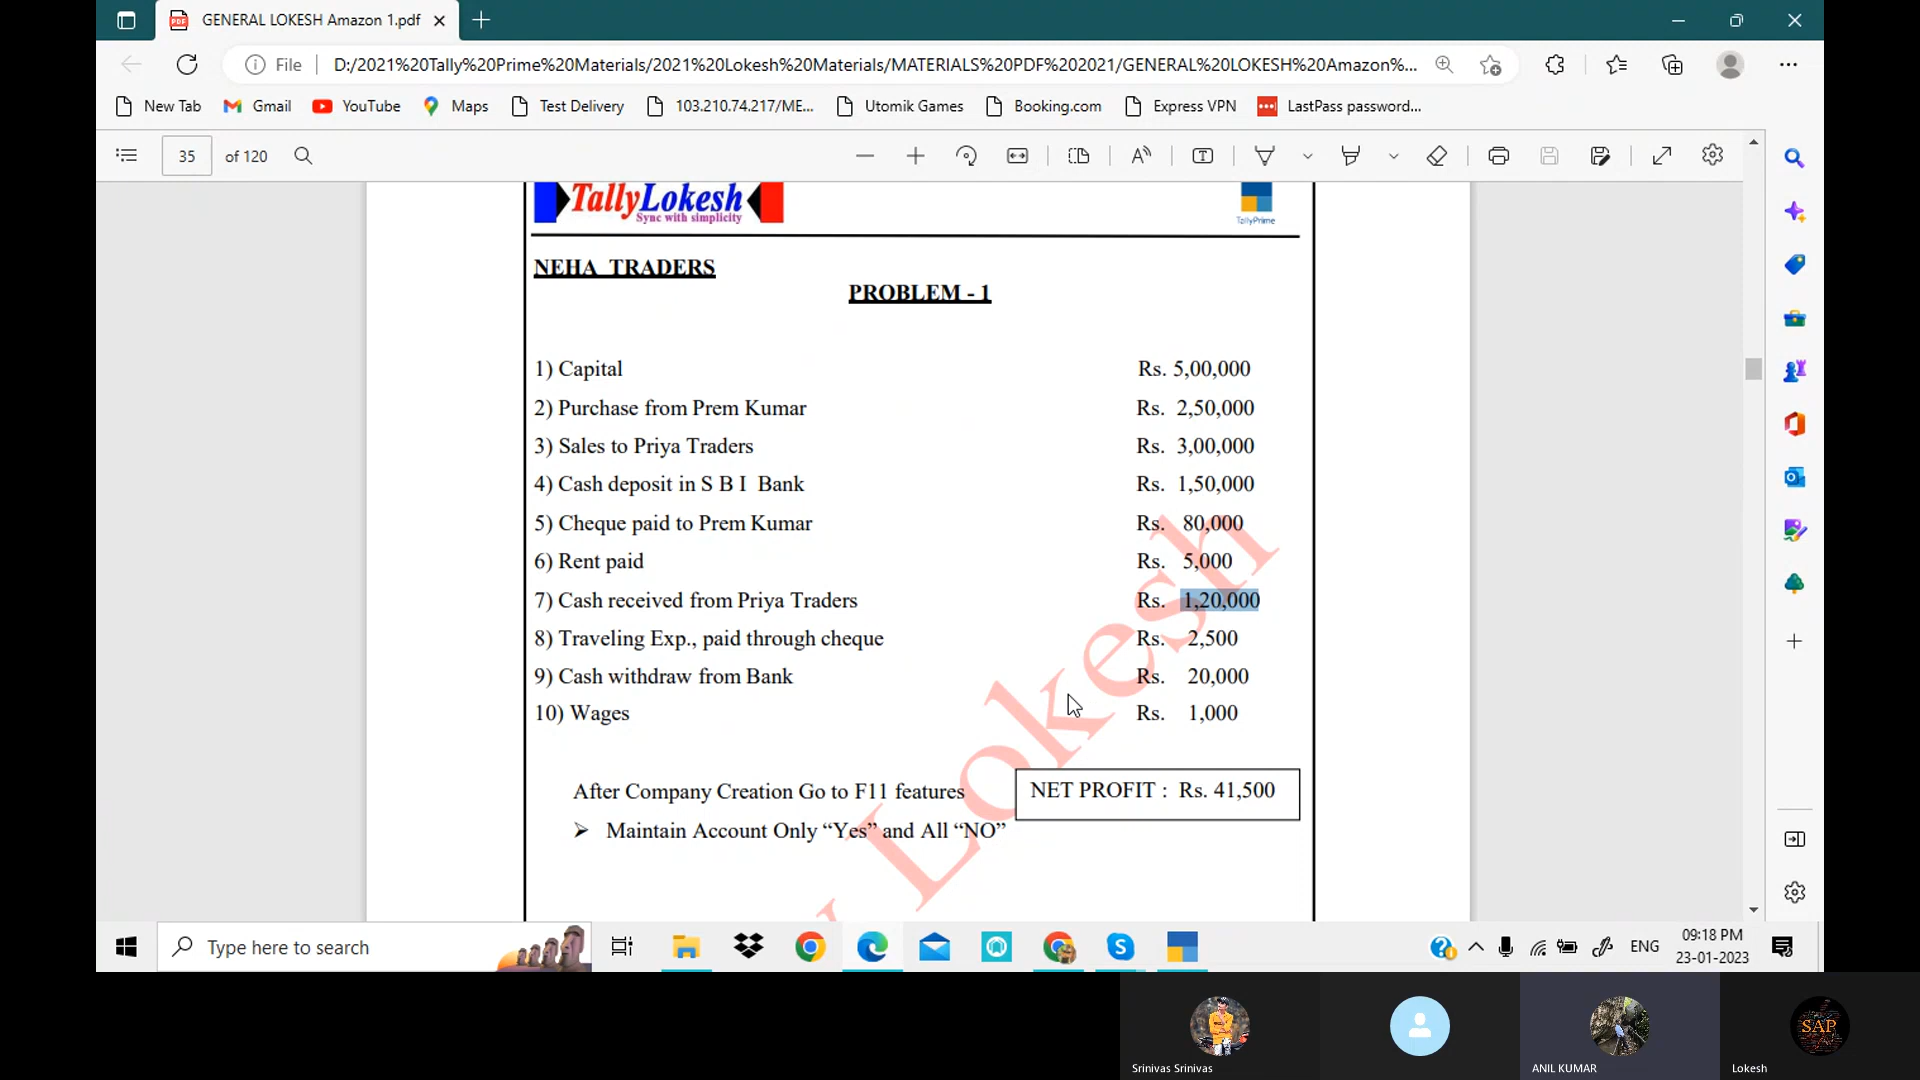 GENERAL LOKESH Amazon 1.pdf
File
D:/2021%20Tally%20Prime%20Materials/2021%20Lokesh%20Materials/MATERIALS%20PDF%202021/GENERAL%20LOKESH%20Amazon%...
New Tab Gmail YouTube Maps Test Delivery 103.210.74.217/ME... Utomik Games Booking.com Express VPN LastPass password...
35 of 120
TallyLokesh
Sync with simplicity
TallyPrime
NEHA TRADERS
PROBLEM - 1
1) Capital Rs. 5,00,000
2) Purchase from Prem Kumar Rs. 2,50,000
3) Sales to Priya Traders Rs. 3,00,000
4) Cash deposit in S B I Bank Rs. 1,50,000
5) Cheque paid to Prem Kumar Rs. 80,000
6) Rent paid Rs. 5,000
7) Cash received from Priya Traders Rs. 1,20,000
8) Traveling Exp., paid through cheque Rs. 2,500
9) Cash withdraw from Bank Rs. 20,000
10) Wages Rs. 1,000
After Company Creation Go to F11 features
NET PROFIT : Rs. 41,500
➢ Maintain Account Only “Yes” and All “NO”
Lokesh
Type here to search
ENG
09:18 PM
23-01-2023
SAP
Srinivas Srinivas
ANIL KUMAR
Lokesh